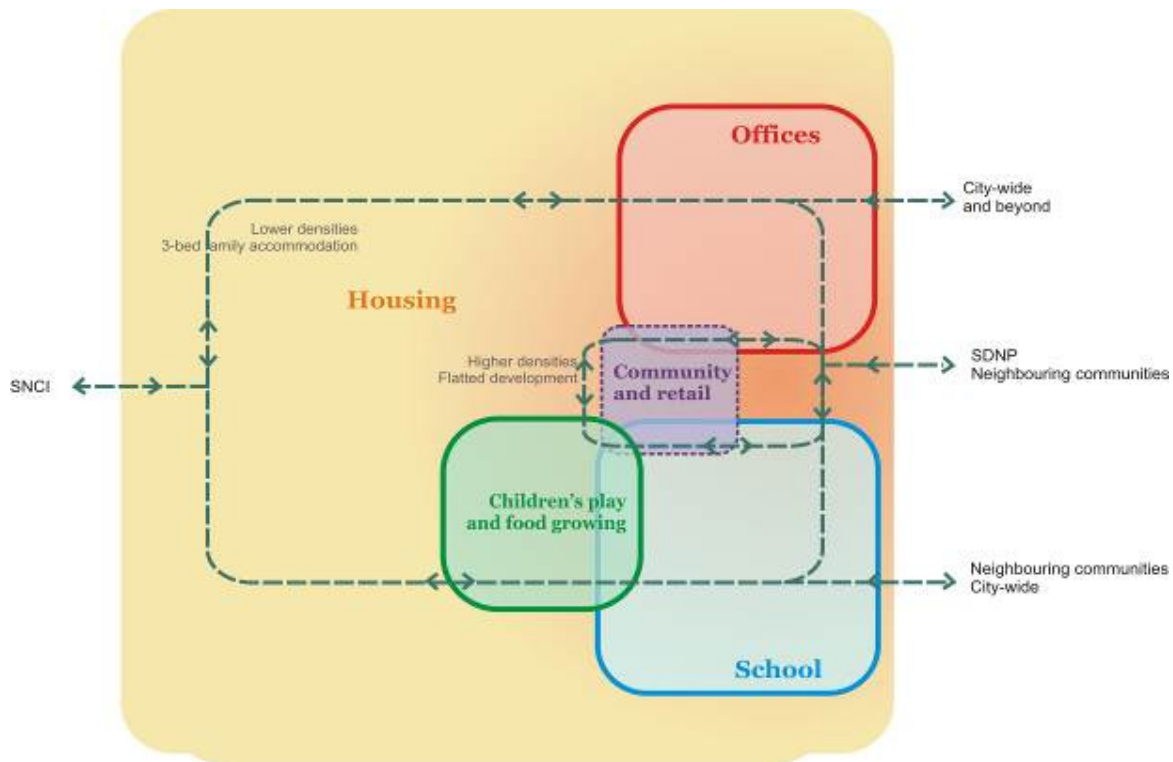 Offices
City-wide
and beyond
Lower densities
3-bed family accommodation
Housing
Higher densities
Flatted development
Community
and retail
SDNP
Neighbouring communities
SNCI
Children's play
and food growing
Neighbouring communities
City-wide
School